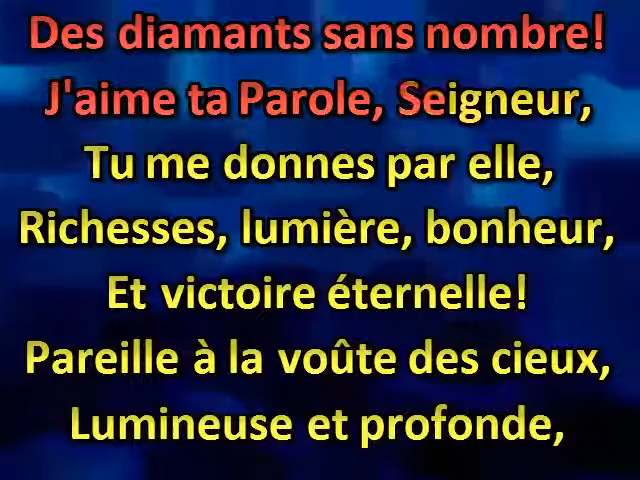 Des diamants sans nombre!
J'aime ta Parole, Seigneur,
Tu me donnes par elle,
Richesses, lumière, bonheur,
Et victoire éternelle!
Pareille à la voûte des cieux,
Lumineuse et profonde,